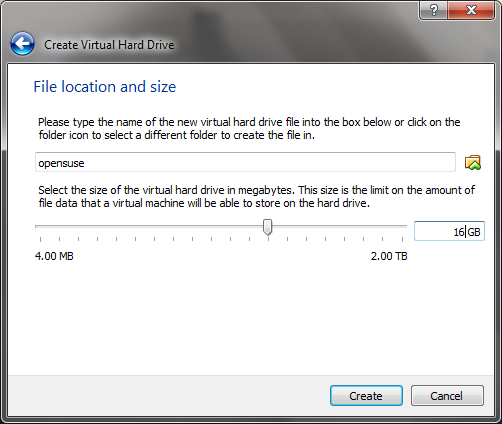 ?
Create Virtual Hard Drive
File location and size
Please type the name of the new virtual hard drive file into the box below or click on the
folder icon to select a different folder to create the file in.
opensuse
Select the size of the virtual hard drive in megabytes. This size is the limit on the amount of
file data that a virtual machine will be able to store on the hard drive.
16 GB
4.00 MB 2.00 TB
Create Cancel